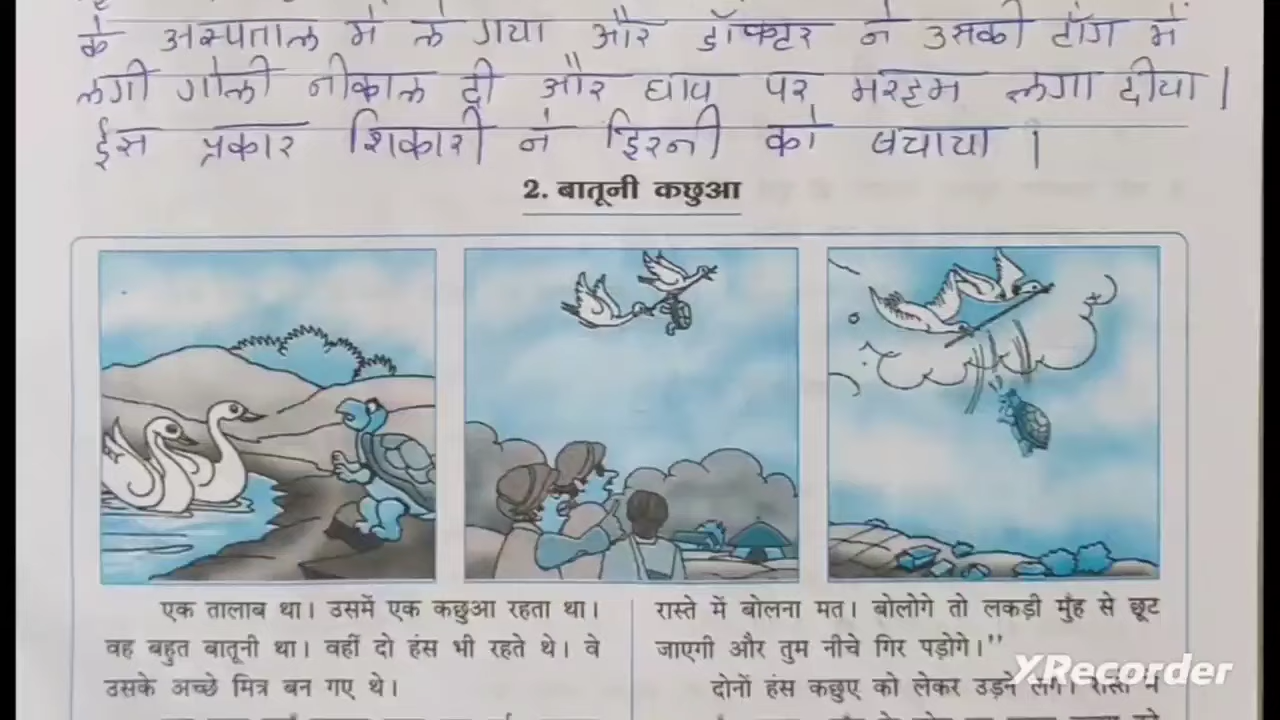 के अस्पताल में ले गया और डॉक्टर ने उसकी टाँग में
लगी गोली नीकाल दी और घाव पर मरहम लगा दीया ।
ईस प्रकार शिकारी ने हिरनी को बचाया ।
2. बातूनी कछुआ
एक तालाब था। उसमें एक कछुआ रहता था।
वह बहुत बातूनी था। वहीं दो हंस भी रहते थे। वे
उसके अच्छे मित्र बन गए थे।
रास्ते में बोलना मत। बोलोगे तो लकड़ी मुँह से छूट
जाएगी और तुम नीचे गिर पड़ोगे।”
दोनों हंस कछुए को लेकर उड़ने लगे। रास्ते में
XRecorder